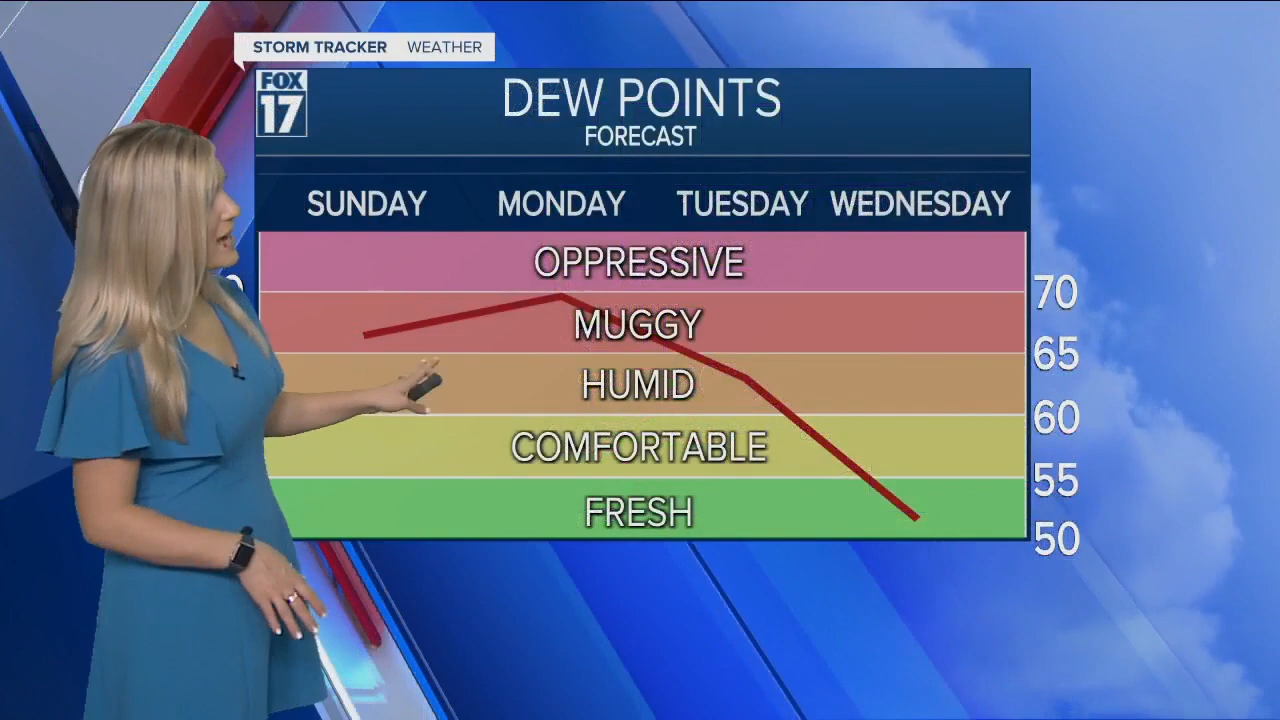 STORM TRACKER WEATHER
FOX
17
DEW POINTS
FORECAST
SUNDAY MONDAY TUESDAY WEDNESDAY
OPPRESSIVE
70
MUGGY
65
HUMID
60
COMFORTABLE
55
FRESH
50